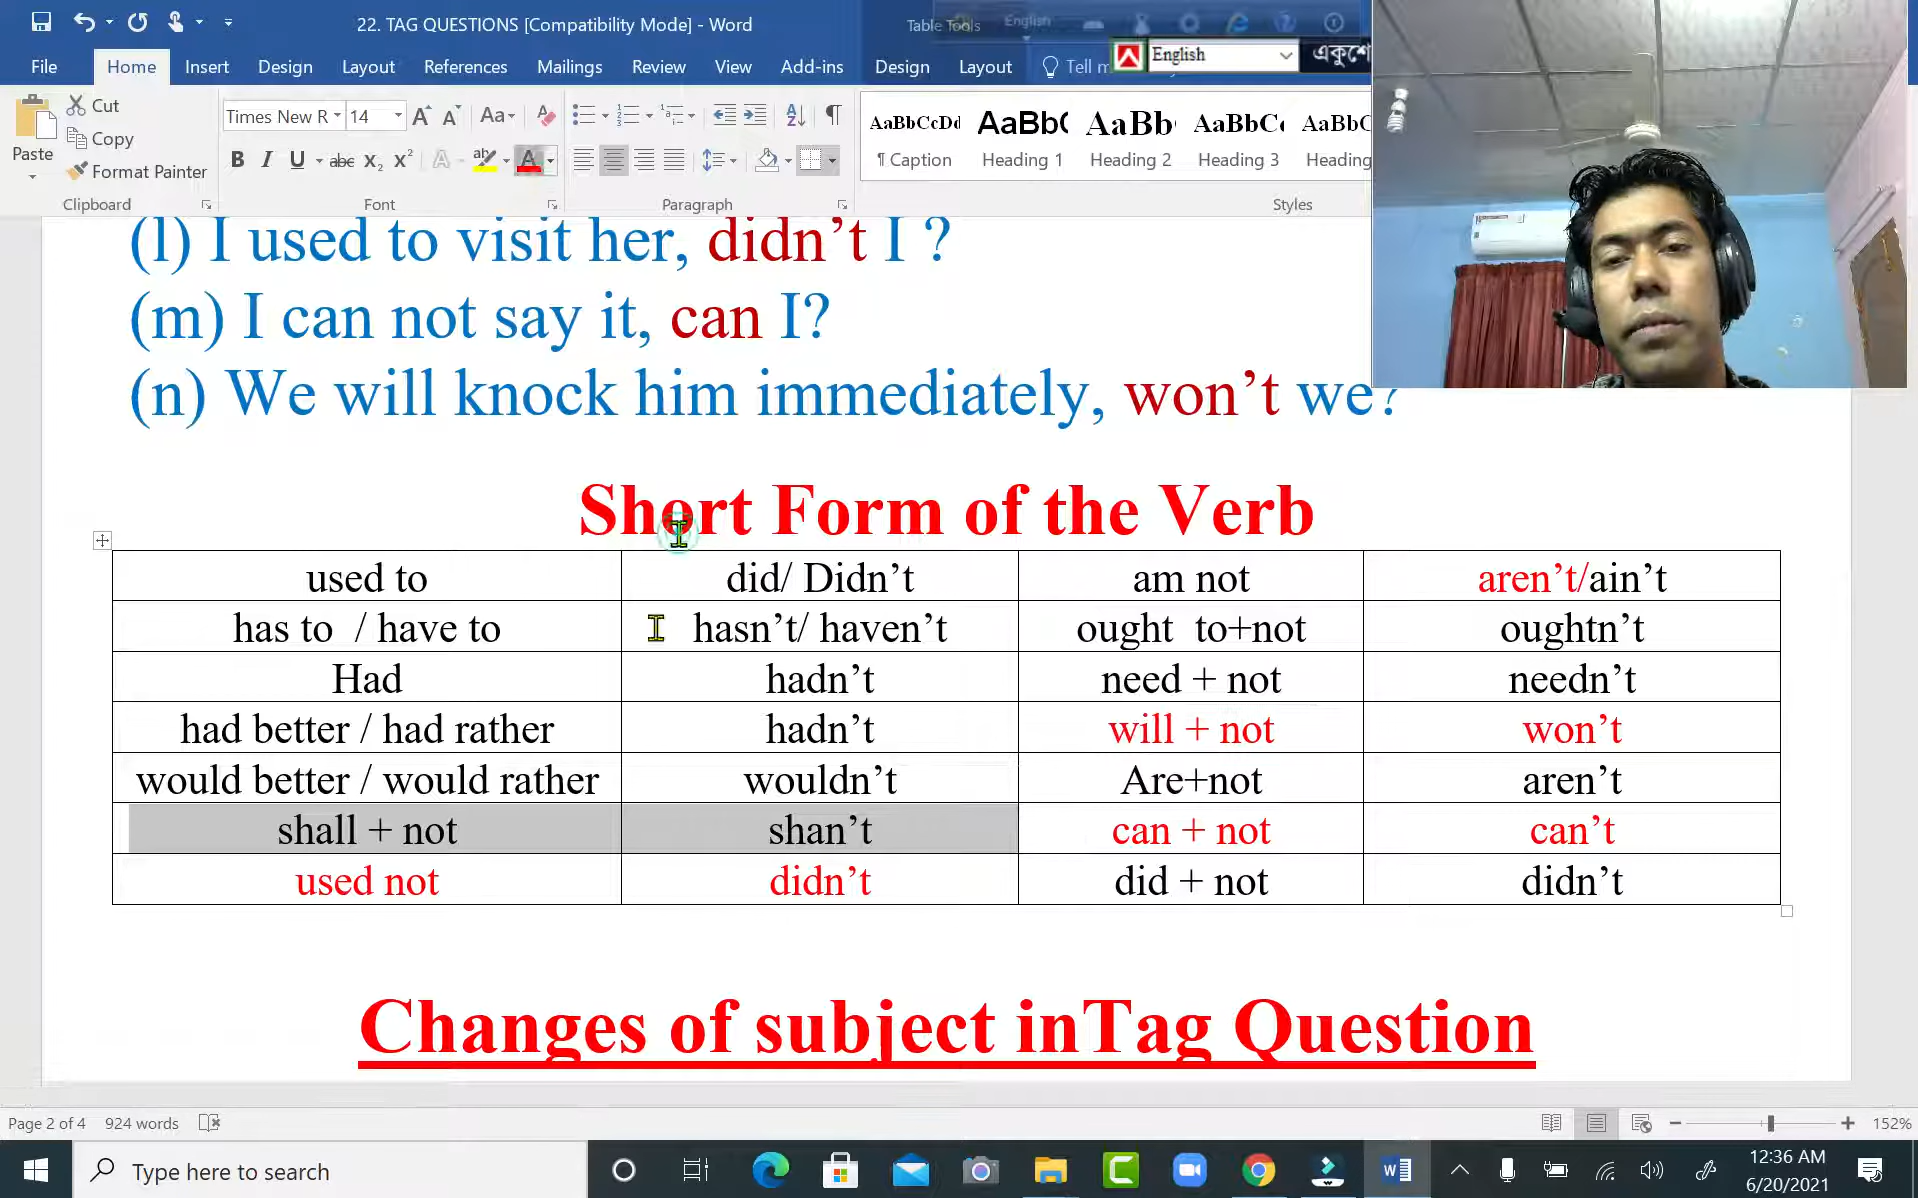 22. TAG QUESTIONS [Compatibility Mode] - Word
Table Tools
English
English
একুশে
File
Home
Insert
Design
Layout
References
Mailings
Review
View
Add-ins
Design
Layout
Tell m
Paste
Cut
Copy
Format Painter
Clipboard
Times New R
14
Font
Paragraph
AaBbCcDd
AaBb(
AaBb
AaBbC
AaBbC
¶ Caption
Heading 1
Heading 2
Heading 3
Heading
Styles
(l) I used to visit her, didn’t I ?
(m) I can not say it, can I?
(n) We will knock him immediately, won’t we?
Short Form of the Verb
used to did/ Didn’t am not aren’t/ain’t
has to / have to hasn’t/ haven’t ought to+not oughtn’t
Had hadn’t need + not needn’t
had better / had rather hadn’t will + not won’t
would better / would rather wouldn’t Are+not aren’t
shall + not shan’t can + not can’t
used not didn’t did + not didn’t
Changes of subject inTag Question
Page 2 of 4 924 words
152%
Type here to search
12:36 AM
6/20/2021